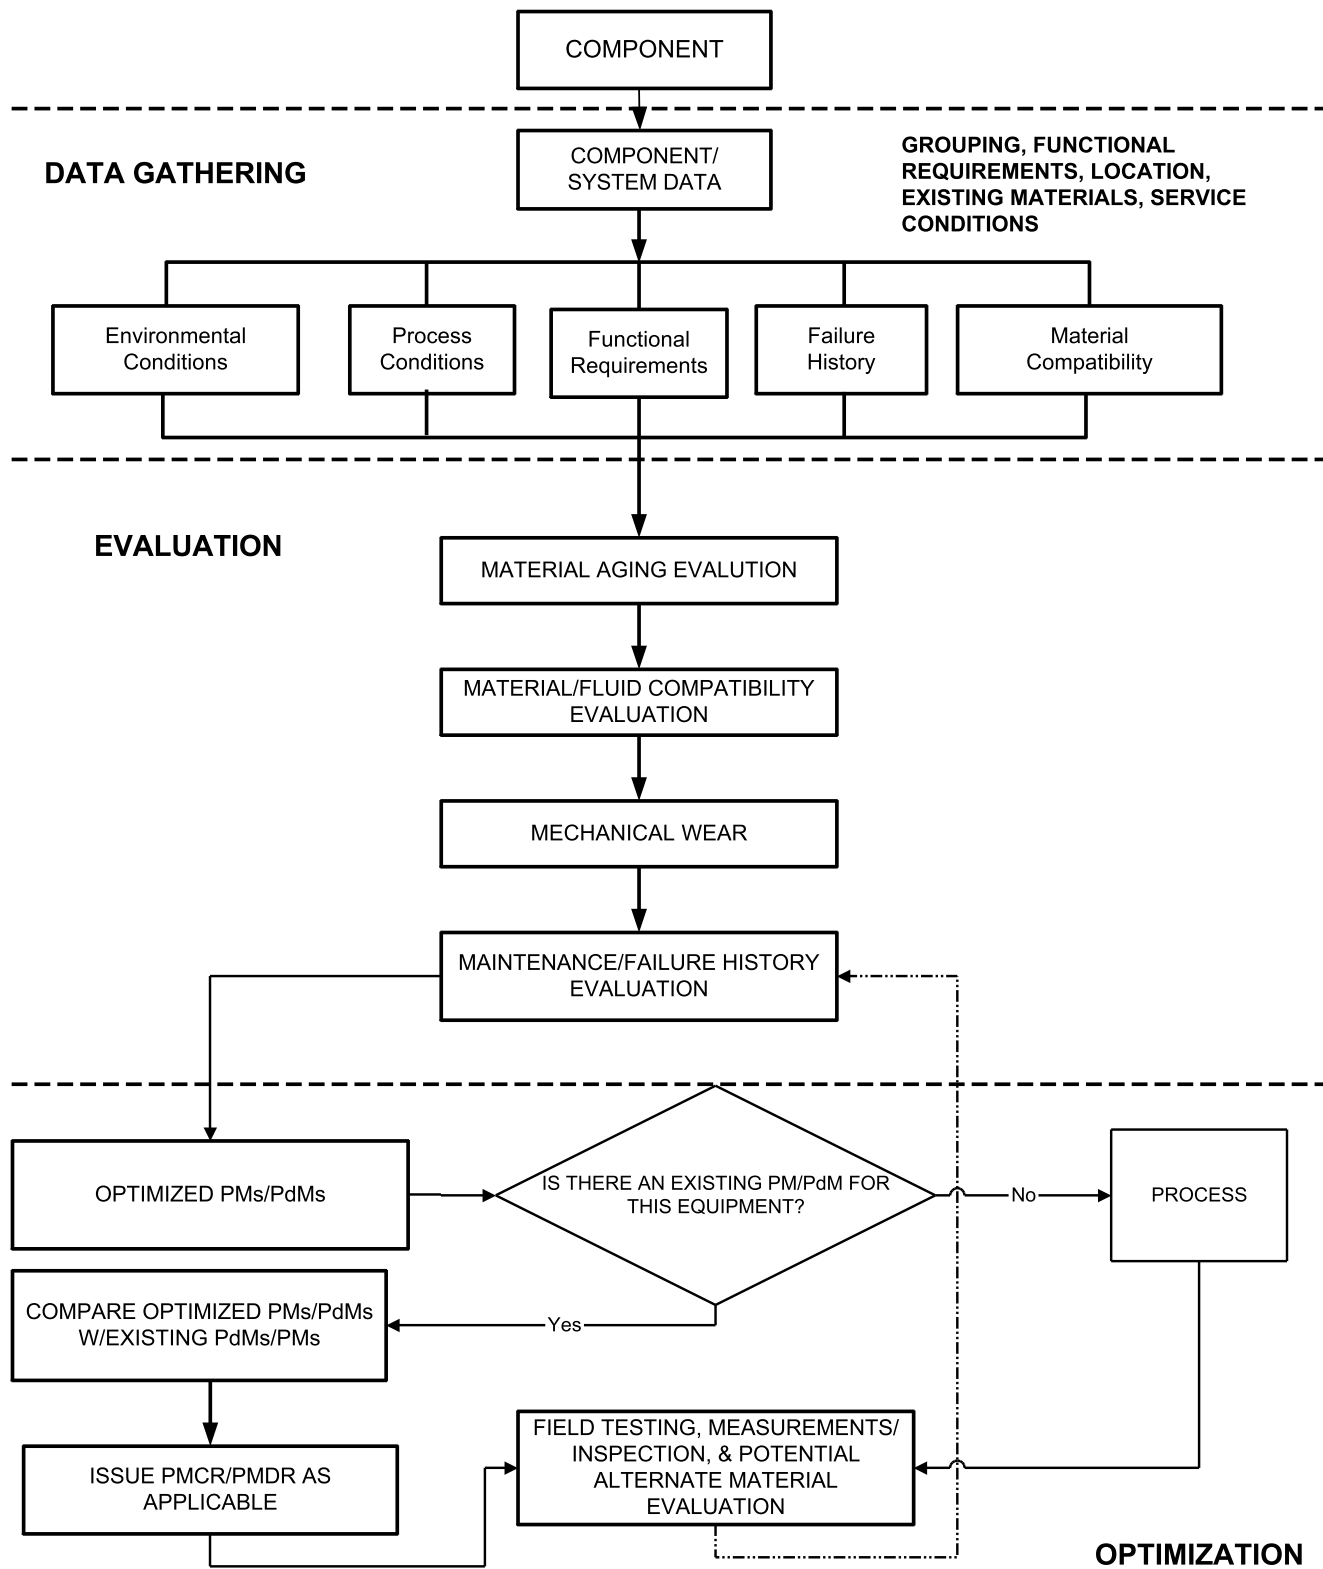 COMPONENT
DATA GATHERING
COMPONENT/
SYSTEM DATA
GROUPING, FUNCTIONAL
REQUIREMENTS, LOCATION,
EXISTING MATERIALS, SERVICE
CONDITIONS
Environmental
Conditions
Process
Conditions
Functional
Requirements
Failure
History
Material
Compatibility
EVALUATION
MATERIAL AGING EVALUTION
MATERIAL/FLUID COMPATIBILITY
EVALUATION
MECHANICAL WEAR
MAINTENANCE/FAILURE HISTORY
EVALUATION
OPTIMIZED PMs/PdMs
IS THERE AN EXISTING PM/PdM FOR
THIS EQUIPMENT?
No
PROCESS
Yes
COMPARE OPTIMIZED PMs/PdMs
W/EXISTING PdMs/PMs
ISSUE PMCR/PMDR AS
APPLICABLE
FIELD TESTING, MEASUREMENTS/
INSPECTION, & POTENTIAL
ALTERNATE MATERIAL
EVALUATION
OPTIMIZATION